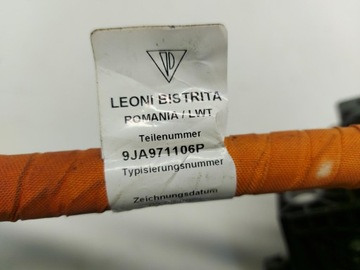 LEONI BISTRITA
ROMANIA / LWT
Teilenummer
9JA971106P
Typisierungsnummer
Zeichnungsdatum